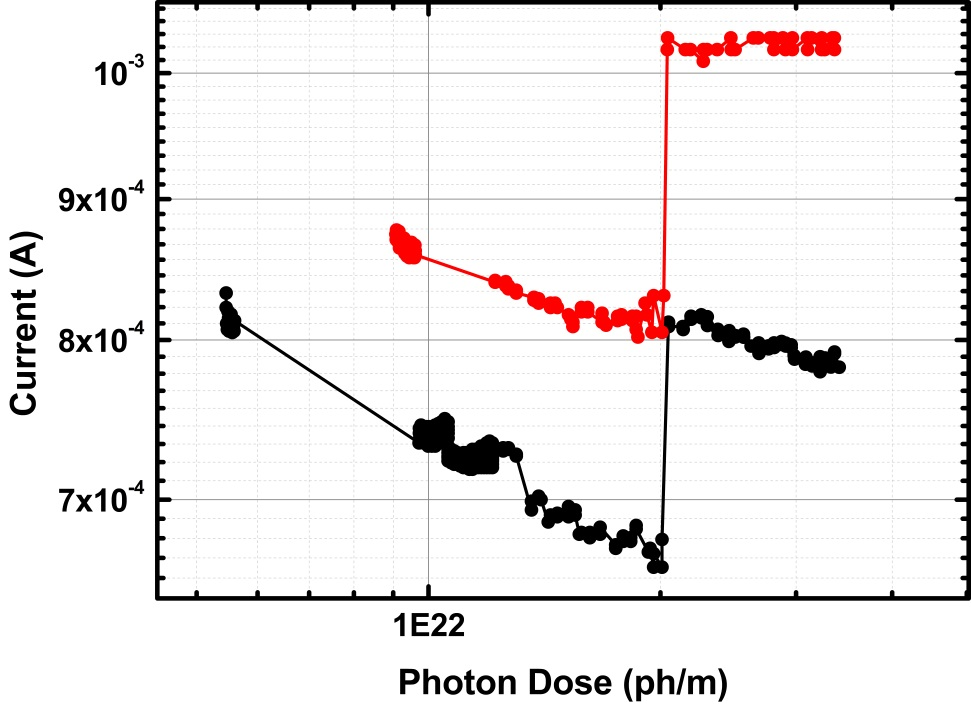 10⁻³
9x10⁻⁴
8x10⁻⁴
7x10⁻⁴
Current (A)
1E22
Photon Dose (ph/m)